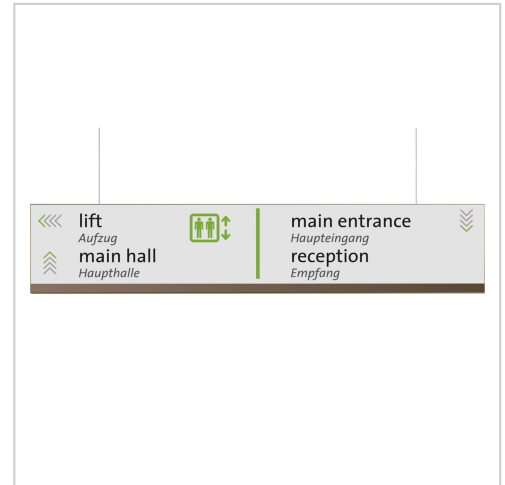 lift
Aufzug
main hall
Haupthalle
main entrance
Haupteingang
reception
Empfang